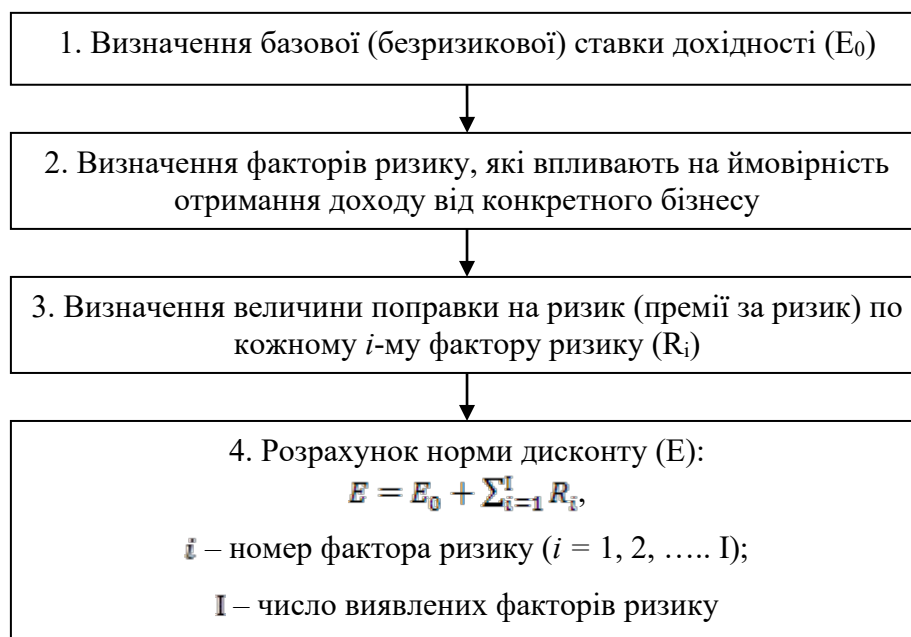 1. Визначення базової (безризикової) ставки дохідності (E₀)
2. Визначення факторів ризику, які впливають на ймовірність
отримання доходу від конкретного бізнесу
3. Визначення величини поправки на ризик (премії за ризик) по
кожному i-му фактору ризику (Rᵢ)
4. Розрахунок норми дисконту (Е):
E = E₀ + ∑ᵢ₌₁ᴵ Rᵢ,
i – номер фактора ризику (i = 1, 2, ….. I);
I – число виявлених факторів ризику